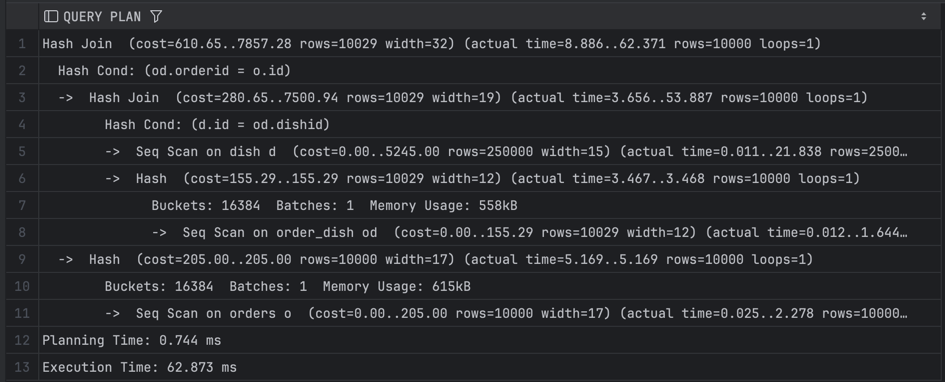 QUERY PLAN
1 Hash Join (cost=610.65..7857.28 rows=10029 width=32) (actual time=8.886..62.371 rows=10000 loops=1)
2 Hash Cond: (od.orderid = o.id)
3 -> Hash Join (cost=280.65..7500.94 rows=10029 width=19) (actual time=3.656..53.887 rows=10000 loops=1)
4 Hash Cond: (d.id = od.dishid)
5 -> Seq Scan on dish d (cost=0.00..5245.00 rows=250000 width=15) (actual time=0.011..21.838 rows=2500…
6 -> Hash (cost=155.29..155.29 rows=10029 width=12) (actual time=3.467..3.468 rows=10000 loops=1)
7 Buckets: 16384 Batches: 1 Memory Usage: 558kB
8 -> Seq Scan on order_dish od (cost=0.00..155.29 rows=10029 width=12) (actual time=0.012..1.644…
9 -> Hash (cost=205.00..205.00 rows=10000 width=17) (actual time=5.169..5.169 rows=10000 loops=1)
10 Buckets: 16384 Batches: 1 Memory Usage: 615kB
11 -> Seq Scan on orders o (cost=0.00..205.00 rows=10000 width=17) (actual time=0.025..2.278 rows=10000…
12 Planning Time: 0.744 ms
13 Execution Time: 62.873 ms